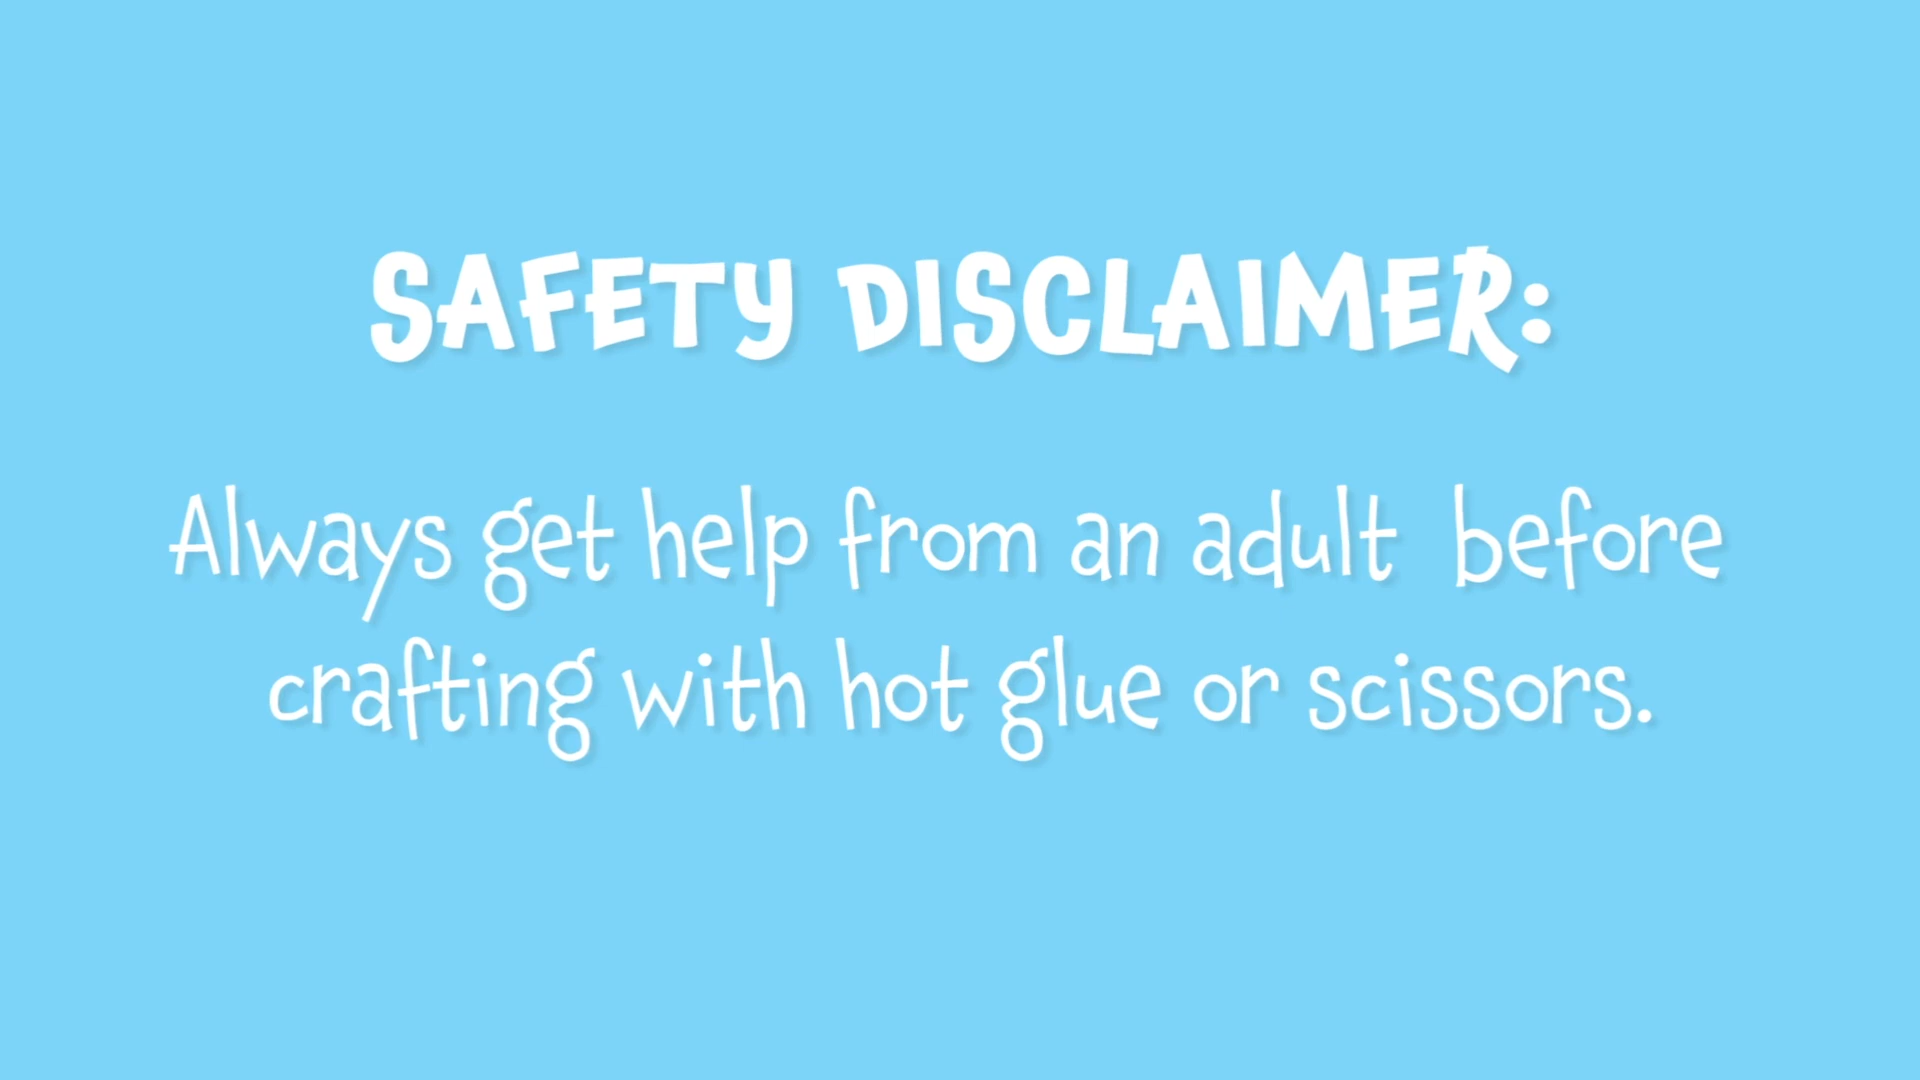 SAFETY DISCLAIMER:
Always get help from an adult before
crafting with hot glue or scissors.